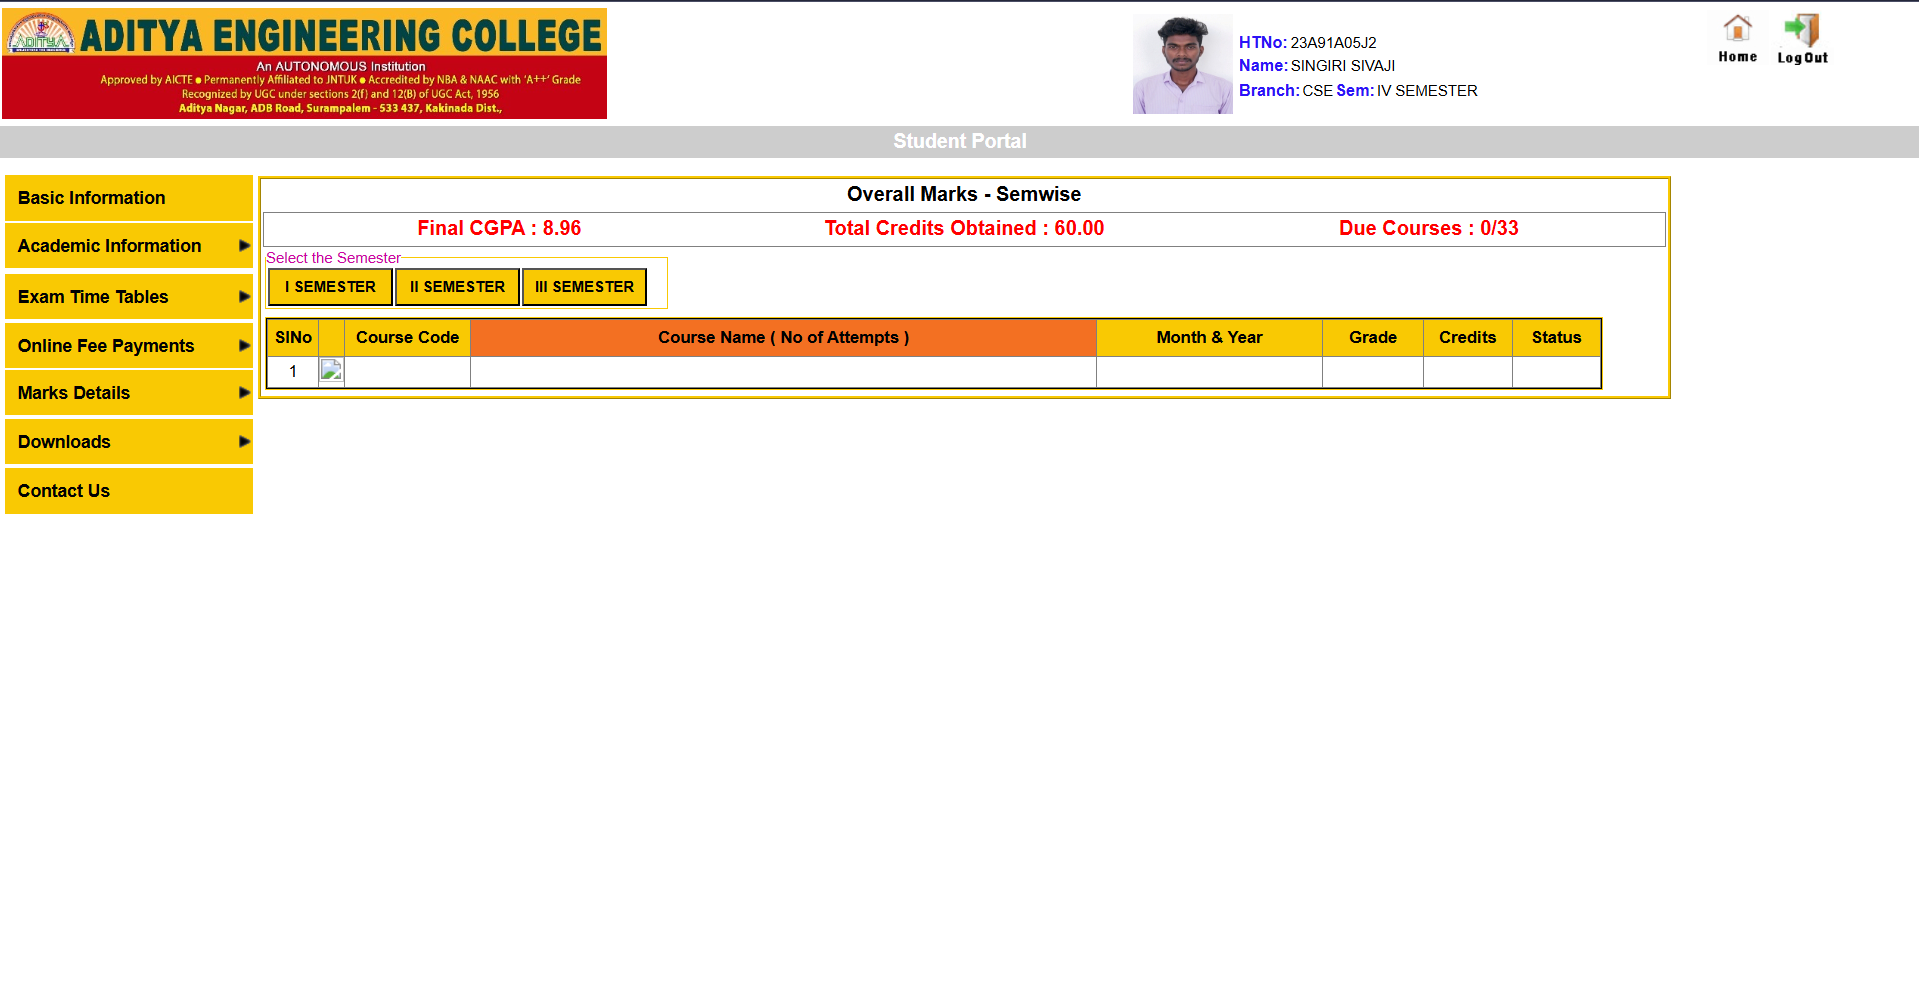 ADITYA
ADITYA ENGINEERING COLLEGE
An AUTONOMOUS Institution
Approved by AICTE ● Permanently Affiliated to JNTUK ● Accredited by NBA & NAAC with 'A++' Grade
Recognized by UGC under sections 2(f) and 12(B) of UGC Act, 1956
Aditya Nagar, ADB Road, Surampalem - 533 437, Kakinada Dist.,
HTNo: 23A91A05J2
Name: SINGIRI SIVAJI
Branch: CSE Sem: IV SEMESTER
Home LogOut
Student Portal
Basic Information
Academic Information
Exam Time Tables
Online Fee Payments
Marks Details
Downloads
Contact Us
Overall Marks - Semwise
Final CGPA : 8.96 Total Credits Obtained : 60.00 Due Courses : 0/33
Select the Semester
I SEMESTER II SEMESTER III SEMESTER
SlNo Course Code Course Name ( No of Attempts ) Month & Year Grade Credits Status
1